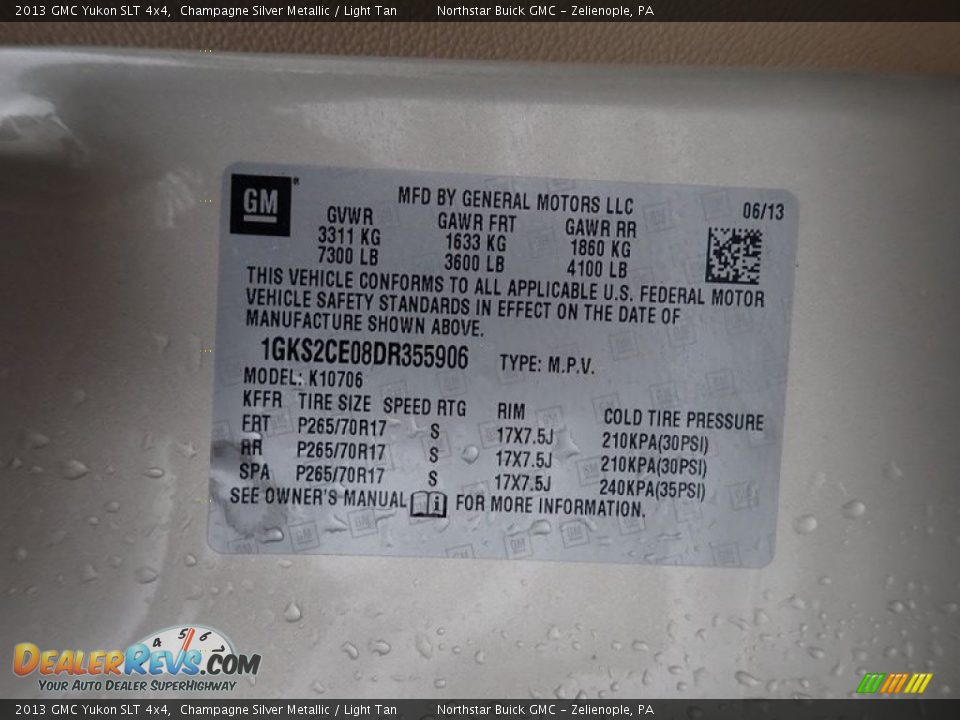 2013 GMC Yukon SLT 4x4, Champagne Silver Metallic / Light Tan Northstar Buick GMC - Zelienople, PA
GM
MFD BY GENERAL MOTORS LLC
06/13
GVWR GAWR FRT GAWR RR
3311 KG 1633 KG 1860 KG
7300 LB 3600 LB 4100 LB
THIS VEHICLE CONFORMS TO ALL APPLICABLE U.S. FEDERAL MOTOR
VEHICLE SAFETY STANDARDS IN EFFECT ON THE DATE OF
MANUFACTURE SHOWN ABOVE.
1GKS2CE08DR355906 TYPE: M.P.V.
MODEL: K10706
KFFR TIRE SIZE SPEED RTG RIM COLD TIRE PRESSURE
FRT P265/70R17 S 17X7.5J 210KPA(30PSI)
RR P265/70R17 S 17X7.5J 210KPA(30PSI)
SPA P265/70R17 S 17X7.5J 240KPA(35PSI)
SEE OWNER'S MANUAL FOR MORE INFORMATION.
4 5 6
DEALERREVS.COM
YOUR AUTO DEALER SUPERHIGHWAY
2013 GMC Yukon SLT 4x4, Champagne Silver Metallic / Light Tan Northstar Buick GMC - Zelienople, PA